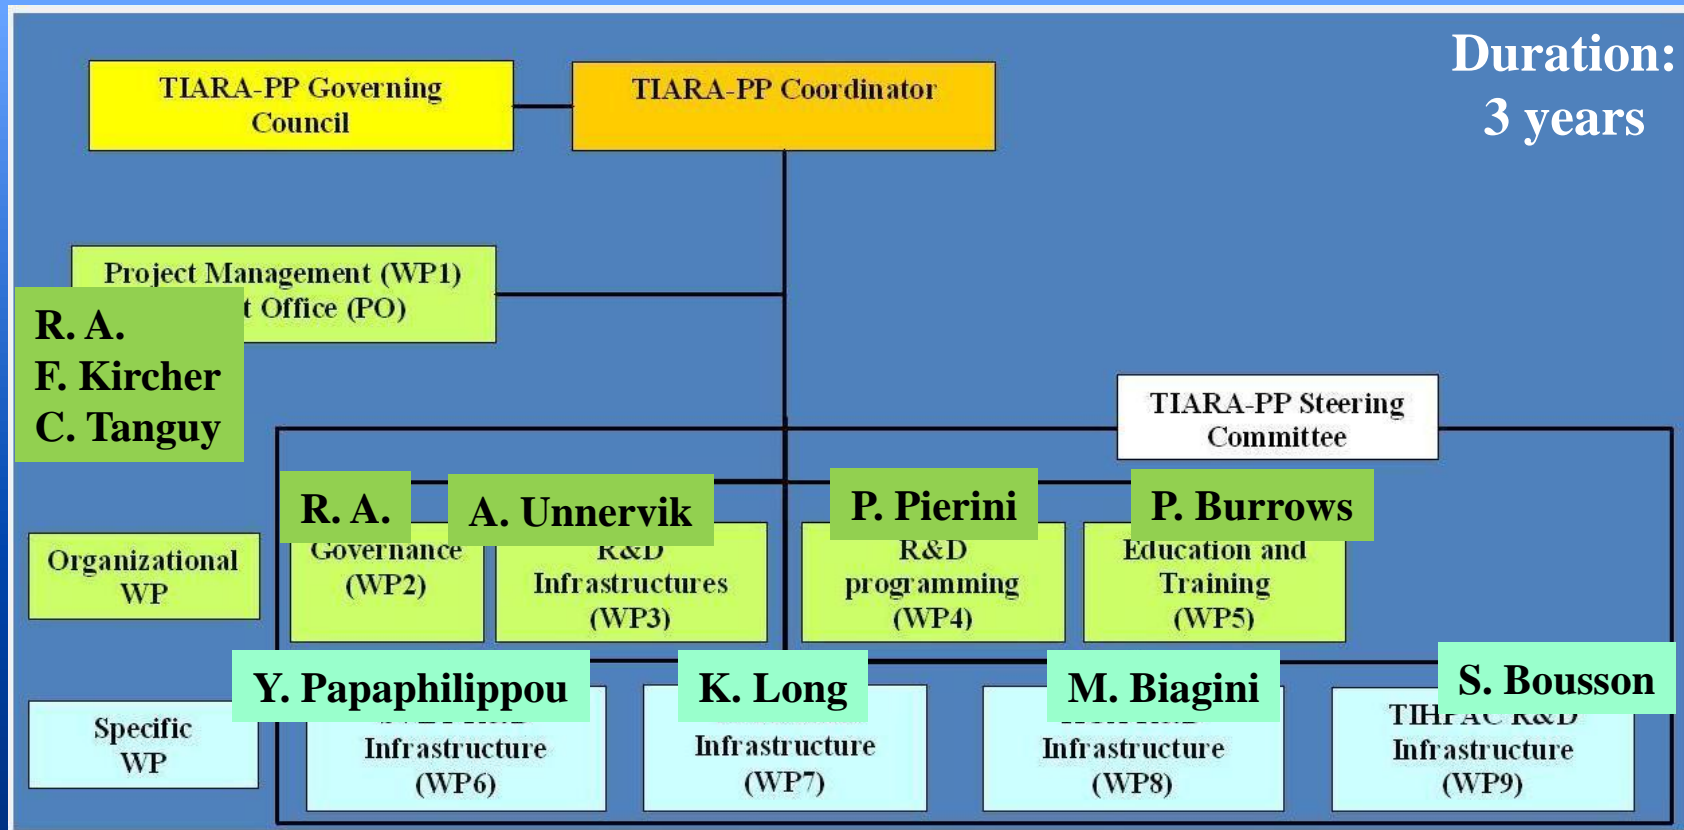 Duration:
3 years
TIARA-PP Governing
Council
TIARA-PP Coordinator
Project Management (WP1)
Office (PO)
R. A.
F. Kircher
C. Tanguy
TIARA-PP Steering
Committee
R. A.
A. Unnervik
P. Pierini
P. Burrows
Organizational
WP
Governance
(WP2)
R&D
Infrastructures
(WP3)
R&D
programming
(WP4)
Education and
Training
(WP5)
Y. Papaphilippou
K. Long
M. Biagini
S. Bousson
Specific
WP
R&D
Infrastructure
(WP6)
Infrastructure
(WP7)
R&D
Infrastructure
(WP8)
TIHPAC R&D
Infrastructure
(WP9)